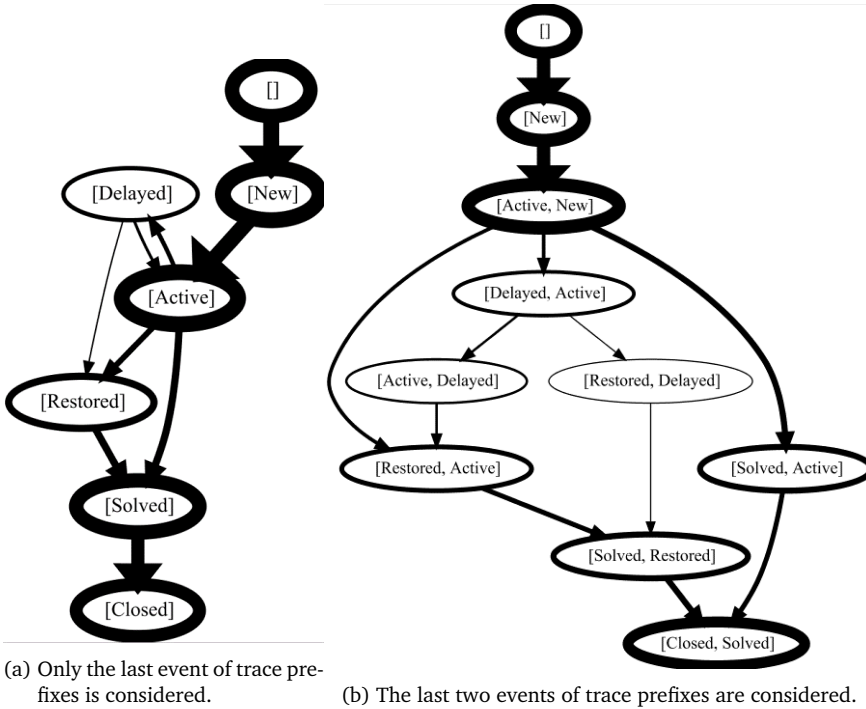 []
[New]
[Delayed]
[Active]
[Restored]
[Solved]
[Closed]
(a) Only the last event of trace pre-
fixes is considered.
[]
[New]
[Active, New]
[Delayed, Active]
[Active, Delayed]
[Restored, Delayed]
[Restored, Active]
[Solved, Active]
[Solved, Restored]
[Closed, Solved]
(b) The last two events of trace prefixes are considered.